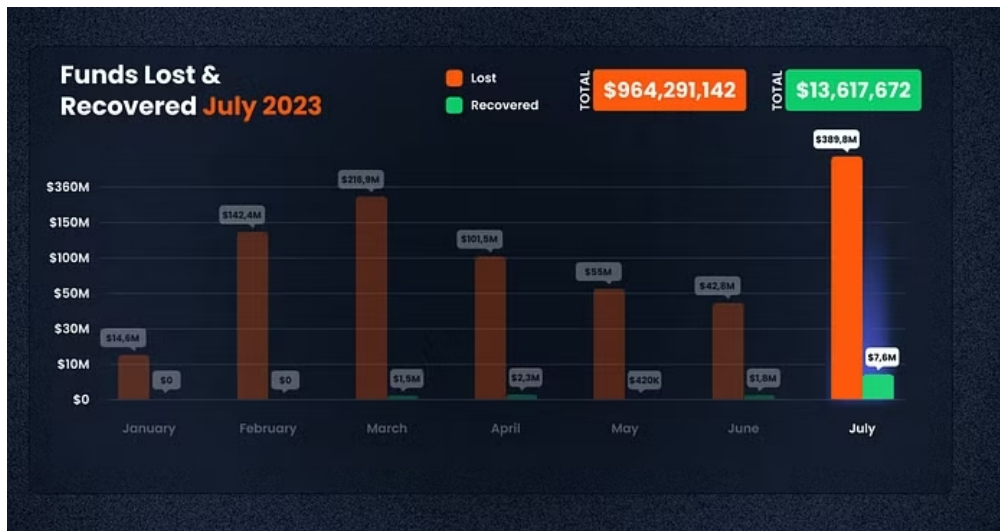 Funds Lost &
Recovered July 2023
Lost
Recovered
TOTAL
$964,291,142
TOTAL
$13,617,672
$389,8M
$360M
$216,9M
$150M
$142,4M
$100M
$101,5M
$50M
$55M
$42,8M
$30M
$14,6M
$10M
$7,6M
$0
$0
$0
$1,5M
$2,3M
$420K
$1,8M
January
February
March
April
May
June
July